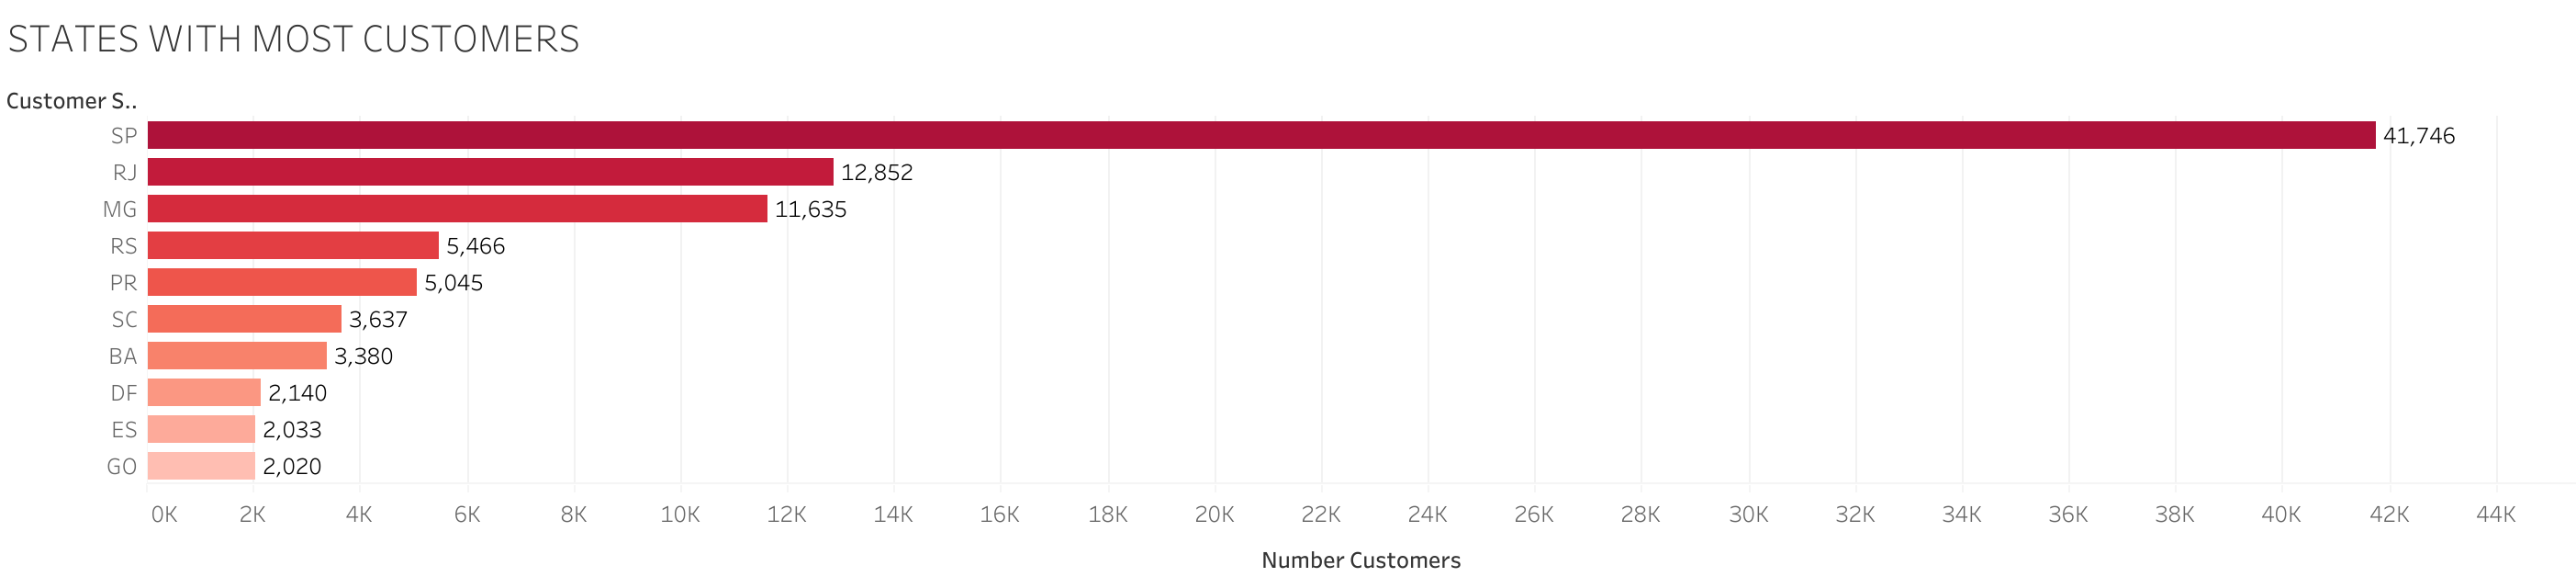 STATES WITH MOST CUSTOMERS
Customer S..
SP 41,746
RJ 12,852
MG 11,635
RS 5,466
PR 5,045
SC 3,637
BA 3,380
DF 2,140
ES 2,033
GO 2,020
0K 2K 4K 6K 8K 10K 12K 14K 16K 18K 20K 22K 24K 26K 28K 30K 32K 34K 36K 38K 40K 42K 44K
Number Customers